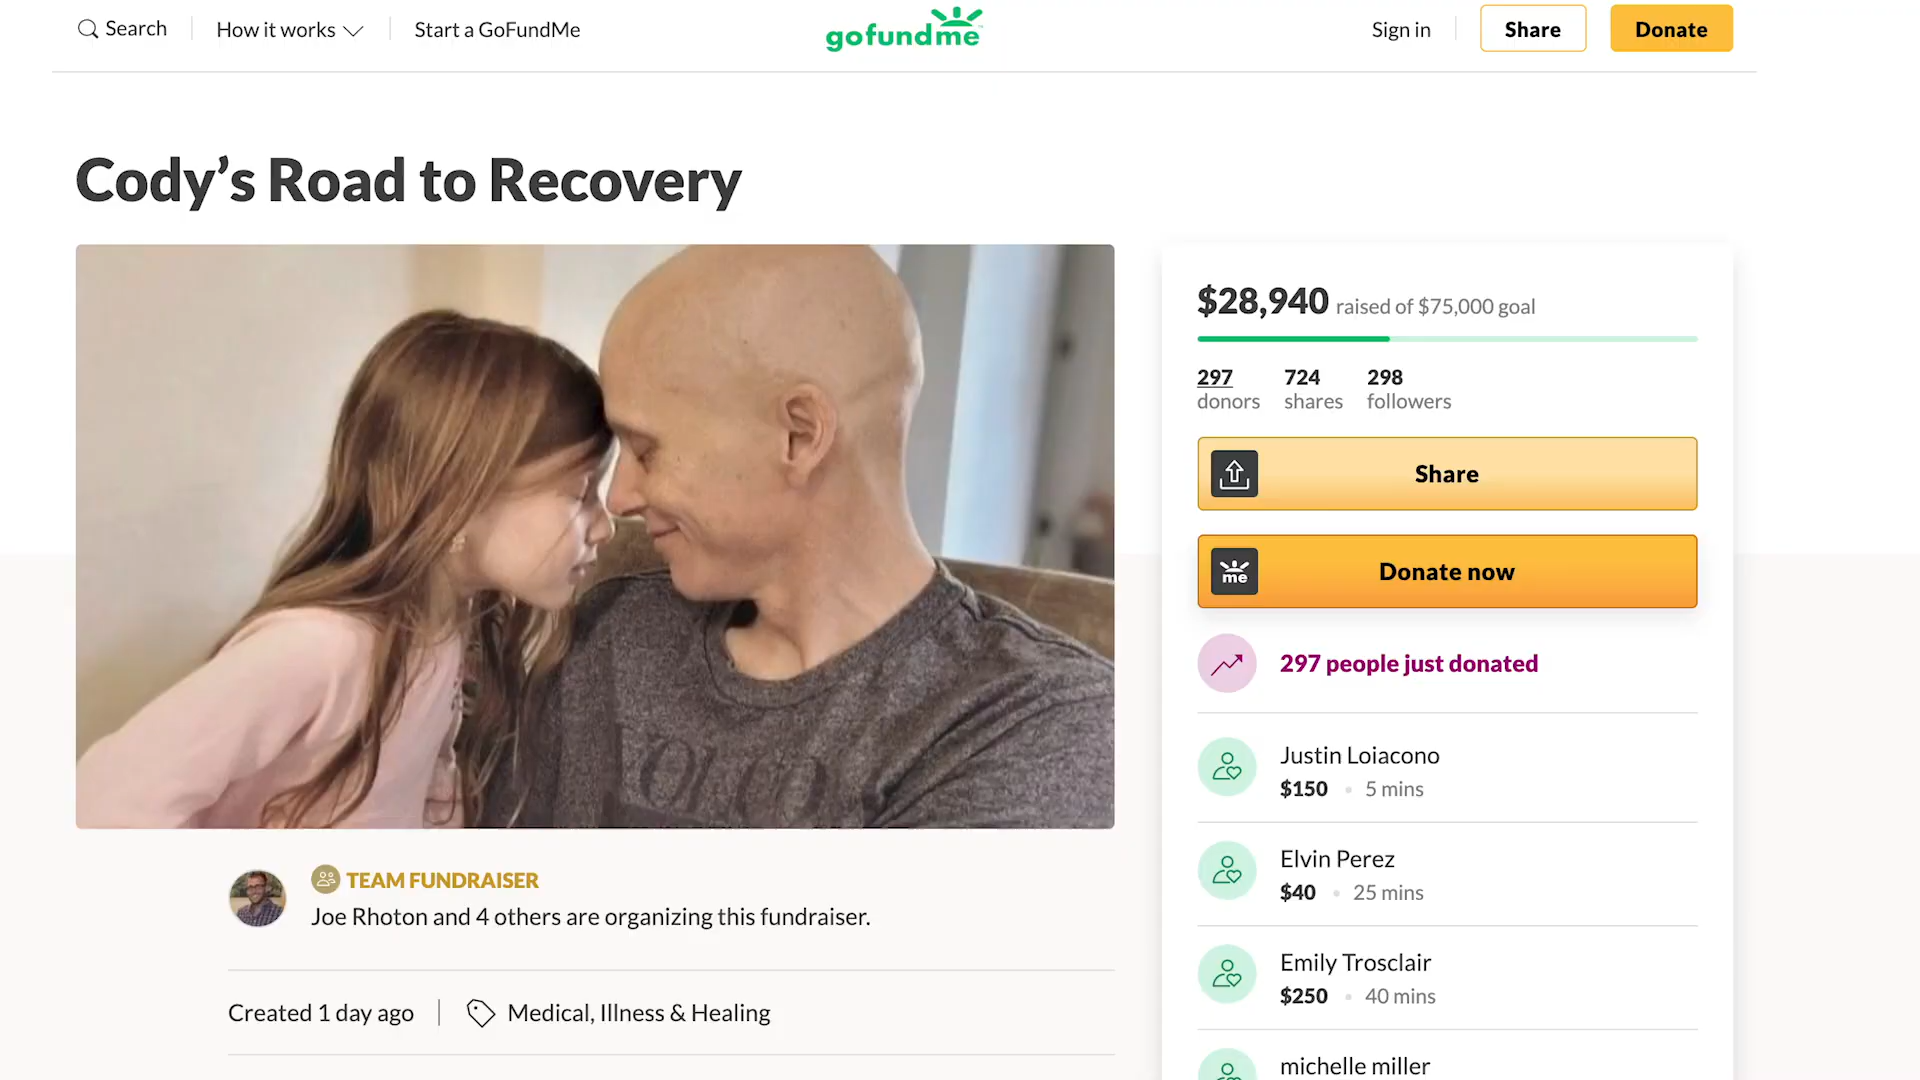 Search
How it works
Start a GoFundMe
gofundme
Sign in
Share
Donate
Cody’s Road to Recovery
$28,940 raised of $75,000 goal
297 donors
724 shares
298 followers
Share
me
Donate now
297 people just donated
Justin Loiacono
$150 • 5 mins
Elvin Perez
$40 • 25 mins
Emily Trosclair
$250 • 40 mins
michelle miller
TEAM FUNDRAISER
Joe Rhoton and 4 others are organizing this fundraiser.
Created 1 day ago
Medical, Illness & Healing